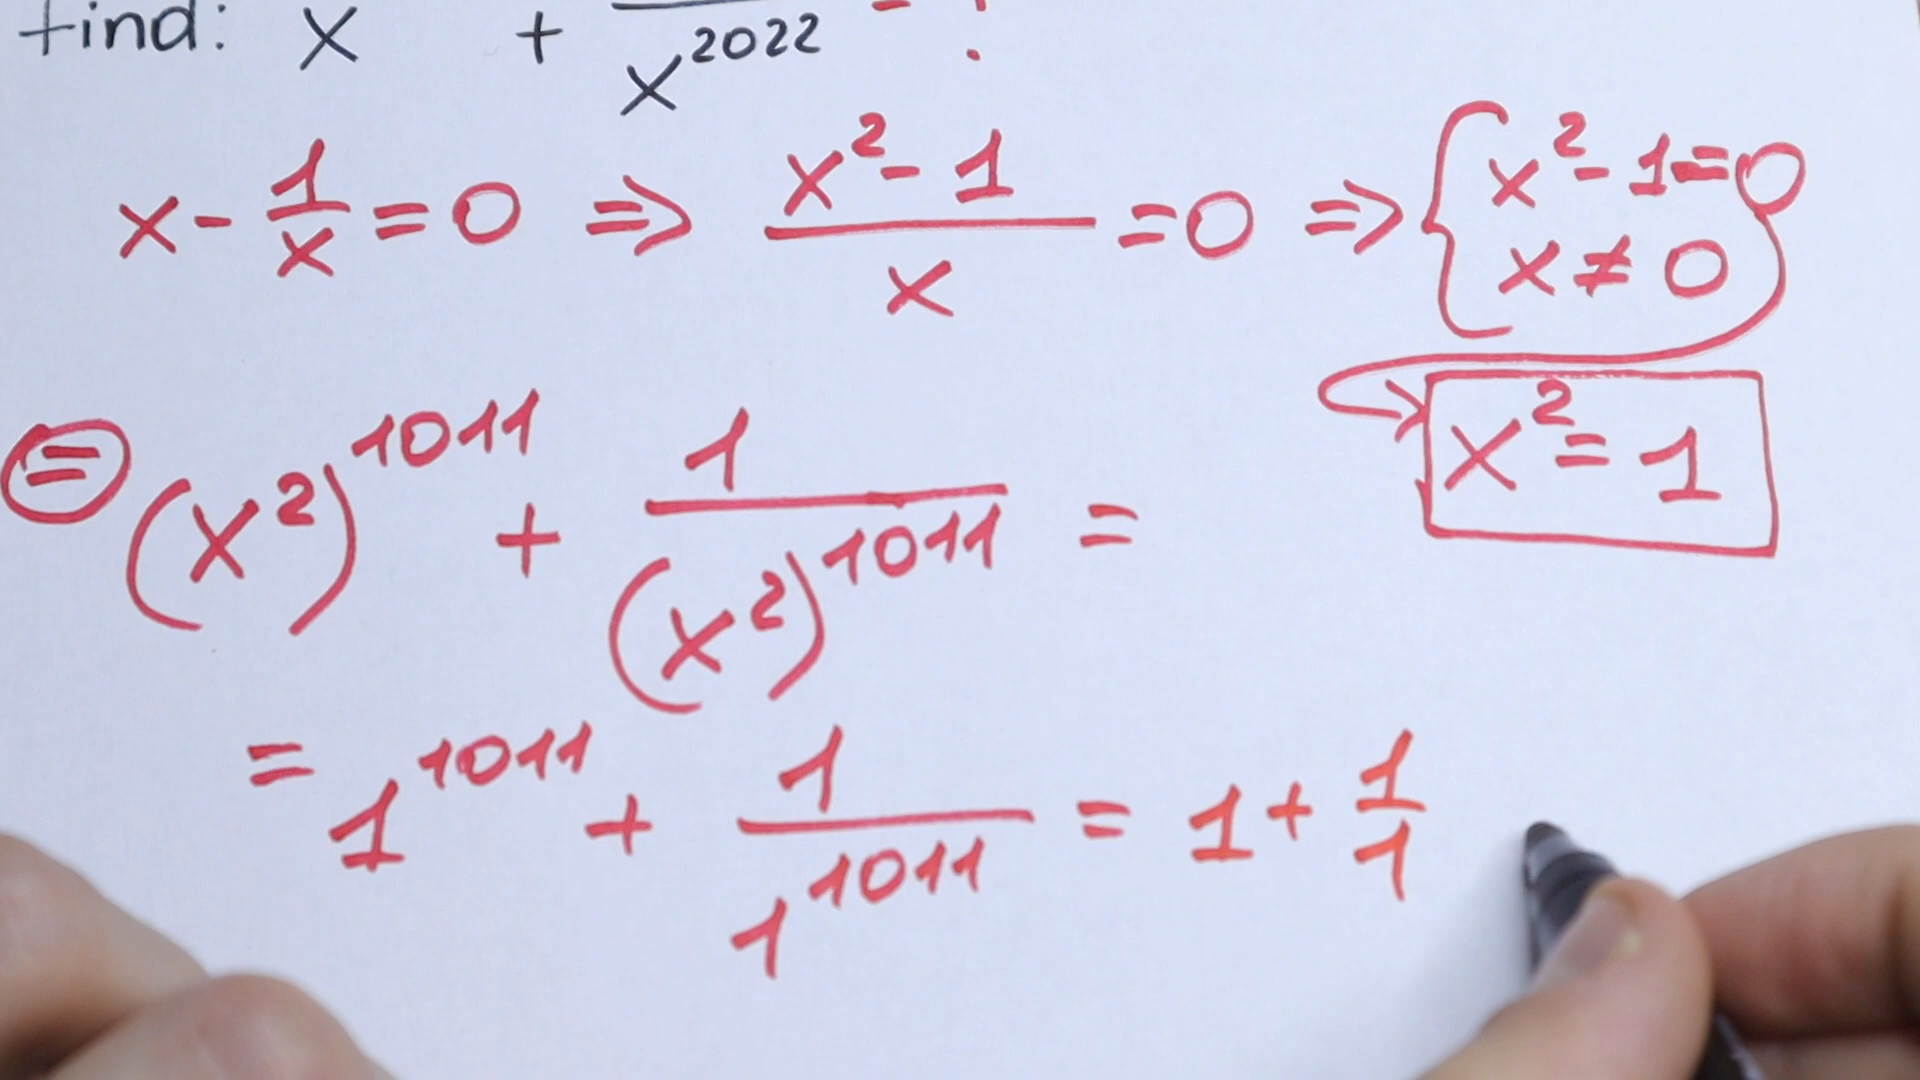 find: x + ─/x^2022 = ?
x - 1/x = 0 ⇒ (x² - 1)/x = 0 ⇒ { x² - 1 = 0
x ≠ 0
x² = 1
= (x²)^1011 + 1/(x²)^1011 =
= 1^1011 + 1/1^1011 = 1 + 1/1